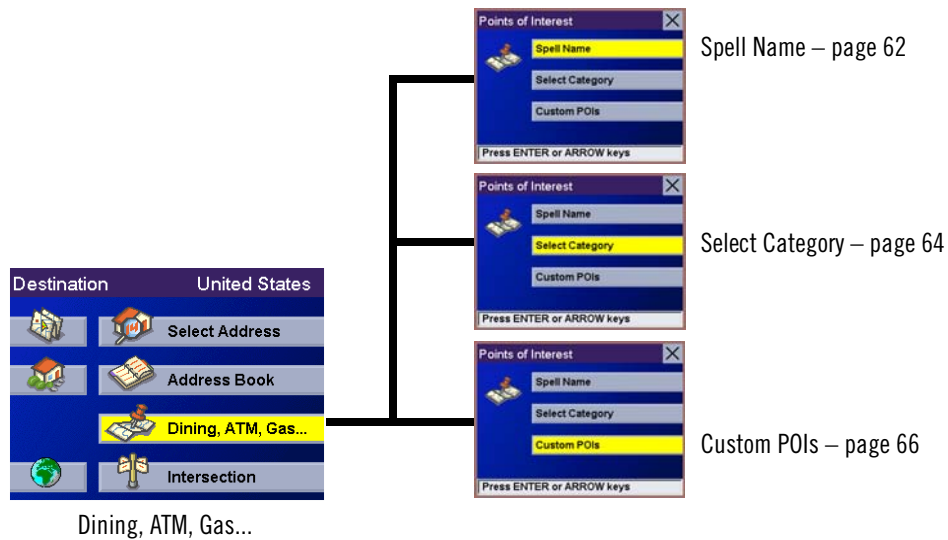 Points of Interest
Spell Name
Select Category
Custom POIs
Press ENTER or ARROW keys
Spell Name – page 62
Points of Interest
Spell Name
Select Category
Custom POIs
Press ENTER or ARROW keys
Select Category – page 64
Destination United States
Select Address
Address Book
Dining, ATM, Gas...
Intersection
Dining, ATM, Gas...
Points of Interest
Spell Name
Select Category
Custom POIs
Press ENTER or ARROW keys
Custom POIs – page 66